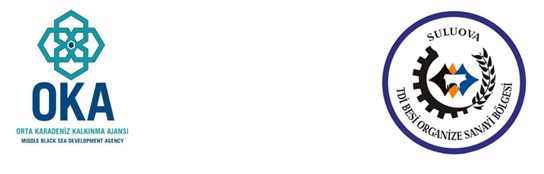 OKA
ORTA KARADENİZ KALKINMA AJANSI
MIDDLE BLACK SEA DEVELOPMENT AGENCY
SULUOVA
TDİ BESİ ORGANİZE SANAYİ BÖLGESİ